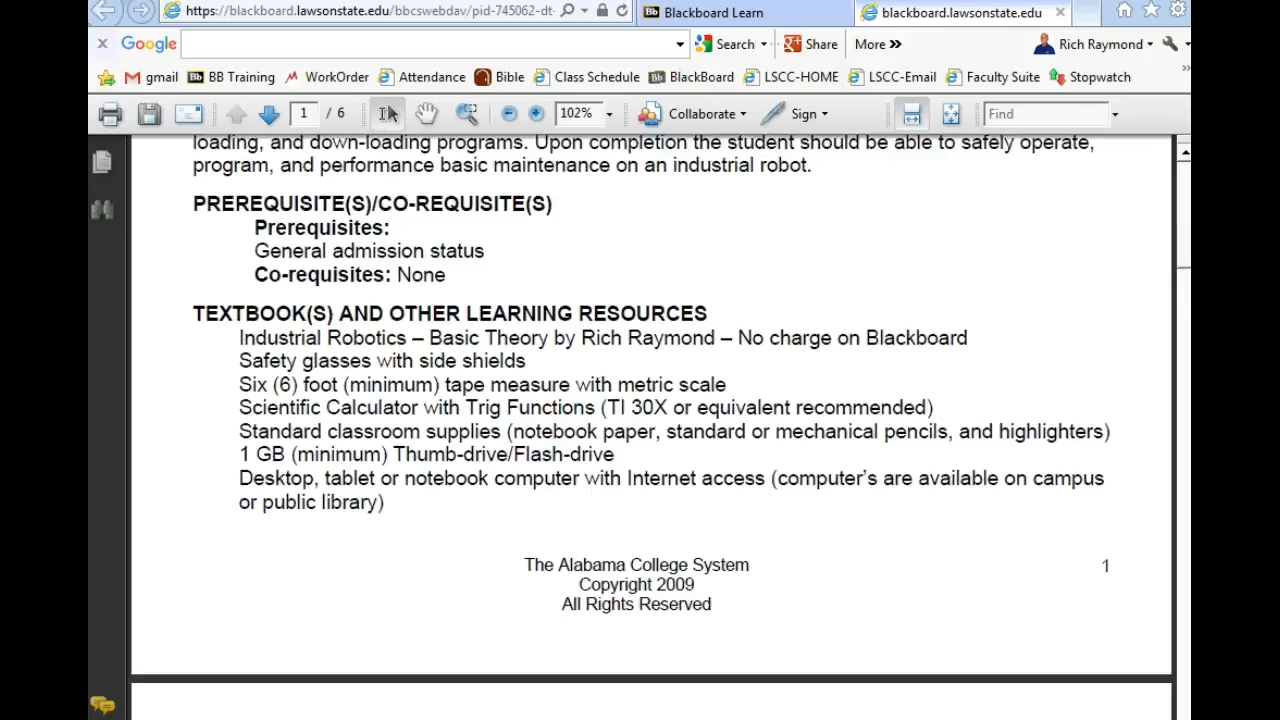 https://blackboard.lawsonstate.edu/bbcswebdav/pid-745062-dt-
Bb Blackboard Learn
blackboard.lawsonstate.edu
Google
Search
Share
More »
Rich Raymond
gmail
BB Training
WorkOrder
Attendance
Bible
Class Schedule
BlackBoard
LSCC-HOME
LSCC-Email
Faculty Suite
Stopwatch
1 / 6
102%
Collaborate
Sign
Find
loading, and down-loading programs. Upon completion the student should be able to safely operate,
program, and performance basic maintenance on an industrial robot.
PREREQUISITE(S)/CO-REQUISITE(S)
Prerequisites:
General admission status
Co-requisites: None
TEXTBOOK(S) AND OTHER LEARNING RESOURCES
Industrial Robotics – Basic Theory by Rich Raymond – No charge on Blackboard
Safety glasses with side shields
Six (6) foot (minimum) tape measure with metric scale
Scientific Calculator with Trig Functions (TI 30X or equivalent recommended)
Standard classroom supplies (notebook paper, standard or mechanical pencils, and highlighters)
1 GB (minimum) Thumb-drive/Flash-drive
Desktop, tablet or notebook computer with Internet access (computer's are available on campus
or public library)
The Alabama College System
1
Copyright 2009
All Rights Reserved